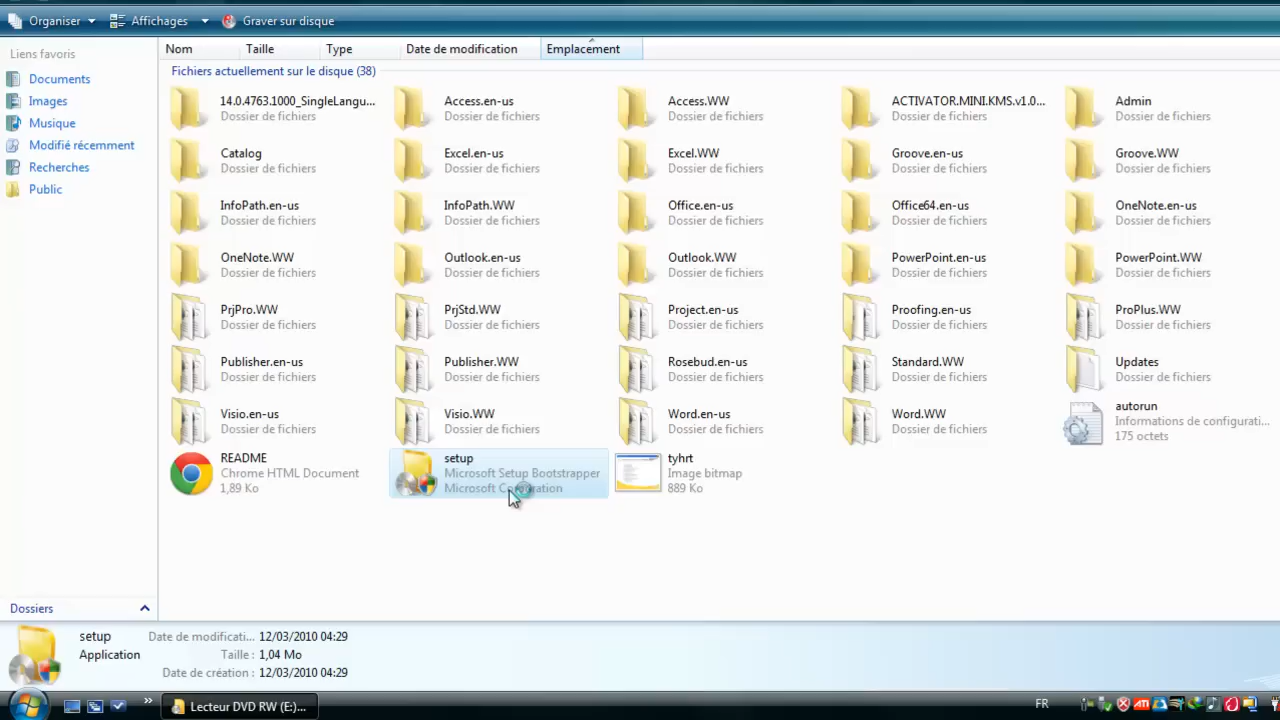 Organiser
Affichages
Graver sur disque
Liens favoris
Documents
Images
Musique
Modifié récemment
Recherches
Public
Dossiers
Nom
Taille
Type
Date de modification
Emplacement
Fichiers actuellement sur le disque (38)
14.0.4763.1000_SingleLangu...
Dossier de fichiers
Access.en-us
Dossier de fichiers
Access.WW
Dossier de fichiers
ACTIVATOR.MINI.KMS.v1.0...
Dossier de fichiers
Admin
Dossier de fichiers
Catalog
Dossier de fichiers
Excel.en-us
Dossier de fichiers
Excel.WW
Dossier de fichiers
Groove.en-us
Dossier de fichiers
Groove.WW
Dossier de fichiers
InfoPath.en-us
Dossier de fichiers
InfoPath.WW
Dossier de fichiers
Office.en-us
Dossier de fichiers
Office64.en-us
Dossier de fichiers
OneNote.en-us
Dossier de fichiers
OneNote.WW
Dossier de fichiers
Outlook.en-us
Dossier de fichiers
Outlook.WW
Dossier de fichiers
PowerPoint.en-us
Dossier de fichiers
PowerPoint.WW
Dossier de fichiers
PrjPro.WW
Dossier de fichiers
PrjStd.WW
Dossier de fichiers
Project.en-us
Dossier de fichiers
Proofing.en-us
Dossier de fichiers
ProPlus.WW
Dossier de fichiers
Publisher.en-us
Dossier de fichiers
Publisher.WW
Dossier de fichiers
Rosebud.en-us
Dossier de fichiers
Standard.WW
Dossier de fichiers
Updates
Dossier de fichiers
Visio.en-us
Dossier de fichiers
Visio.WW
Dossier de fichiers
Word.en-us
Dossier de fichiers
Word.WW
Dossier de fichiers
autorun
Informations de configurati...
175 octets
README
Chrome HTML Document
1,89 Ko
setup
Microsoft Setup Bootstrapper
Microsoft Corporation
tyhrt
Image bitmap
889 Ko
setup
Application
Date de modificati... 12/03/2010 04:29
Taille : 1,04 Mo
Date de création : 12/03/2010 04:29
» Lecteur DVD RW (E:)... FR ATI